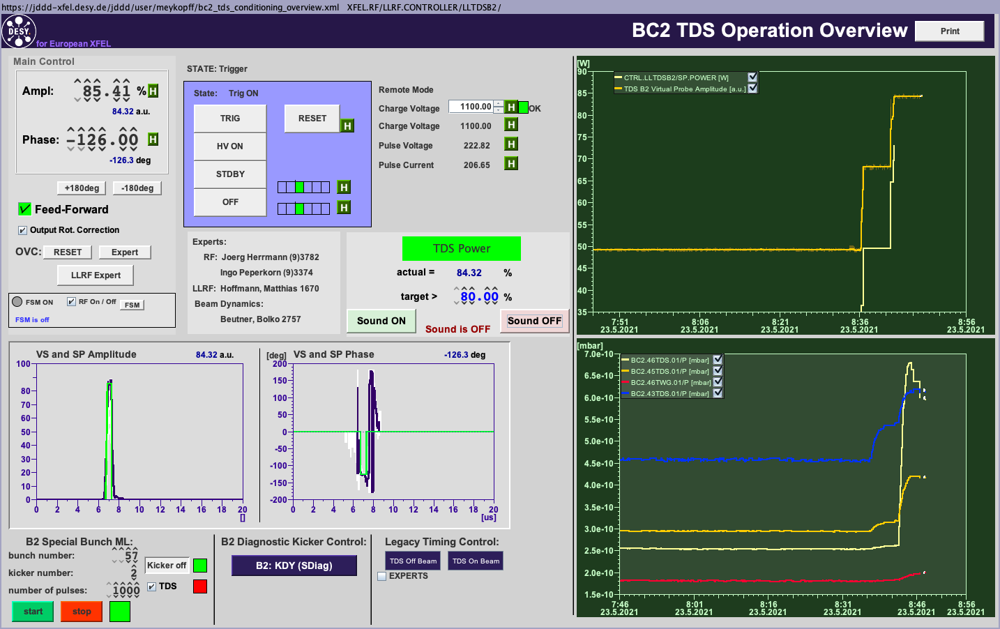 https://jddd-xfel.desy.de/jddd/user/meykopff/bc2_tds_conditioning_overview.xml XFEL.RF/LLRF.CONTROLLER/LLTDSB2/
DESY.
for European XFEL
BC2 TDS Operation Overview
Print
Main Control
Ampl: 85.41 % H
84.32 a.u.
Phase: -126.00 H
-126.3 deg
+180deg -180deg
Feed-Forward
Output Rot. Correction
OVC: RESET Expert
LLRF Expert
FSM ON RF On / Off FSM
FSM is off
STATE: Trigger
State: Trig ON
TRIG RESET H
HV ON
STDBY
H
OFF
H
Remote Mode
Charge Voltage 1100.00 H OK
Charge Voltage 1100.00 H
Pulse Voltage 222.82 H
Pulse Current 206.65 H
Experts:
RF: Joerg Herrmann (9)3782
Ingo Peperkorn (9)3374
LLRF: Hoffmann, Matthias 1670
Beam Dynamics:
Beutner, Bolko 2757
TDS Power
actual = 84.32 %
target > 80.00 %
Sound ON Sound is OFF Sound OFF
[W]
CTRL.LLTDSB2/SP.POWER [W]
TDS B2 Virtual Probe Amplitude [a.u.]
90
85
80
75
70
65
60
55
50
45
40
35
7:51 8:06 8:21 8:36 8:56
23.5.2021 23.5.2021 23.5.2021 23.5.2021 23.5.2021
VS and SP Amplitude 84.32 a.u.
100
80
70
60
50
40
30
20
10
0
0 2 4 6 8 10 12 14 16 18 20
[]
[deg] VS and SP Phase -126.3 deg
200
150
100
50
0
-50
-100
-150
-200
0 2 4 6 8 10 12 14 16 18 20
[us]
[mbar]
BC2.46TDS.01/P [mbar]
BC2.45TDS.01/P [mbar]
BC2.46TWG.01/P [mbar]
BC2.43TDS.01/P [mbar]
7.0e-10
6.5e-10
6.0e-10
5.5e-10
5.0e-10
4.5e-10
4.0e-10
3.5e-10
3.0e-10
2.5e-10
2.0e-10
1.5e-10
7:46 8:01 8:16 8:31 8:46 8:56
23.5.2021 23.5.2021 23.5.2021 23.5.2021 23.5.2021 23.5.2021
B2 Special Bunch ML:
bunch number: 57
kicker number: 2
number of pulses: 1000
Kicker off
TDS
start stop
B2 Diagnostic Kicker Control:
B2: KDY (SDiag)
Legacy Timing Control:
TDS Off Beam TDS On Beam
EXPERTS